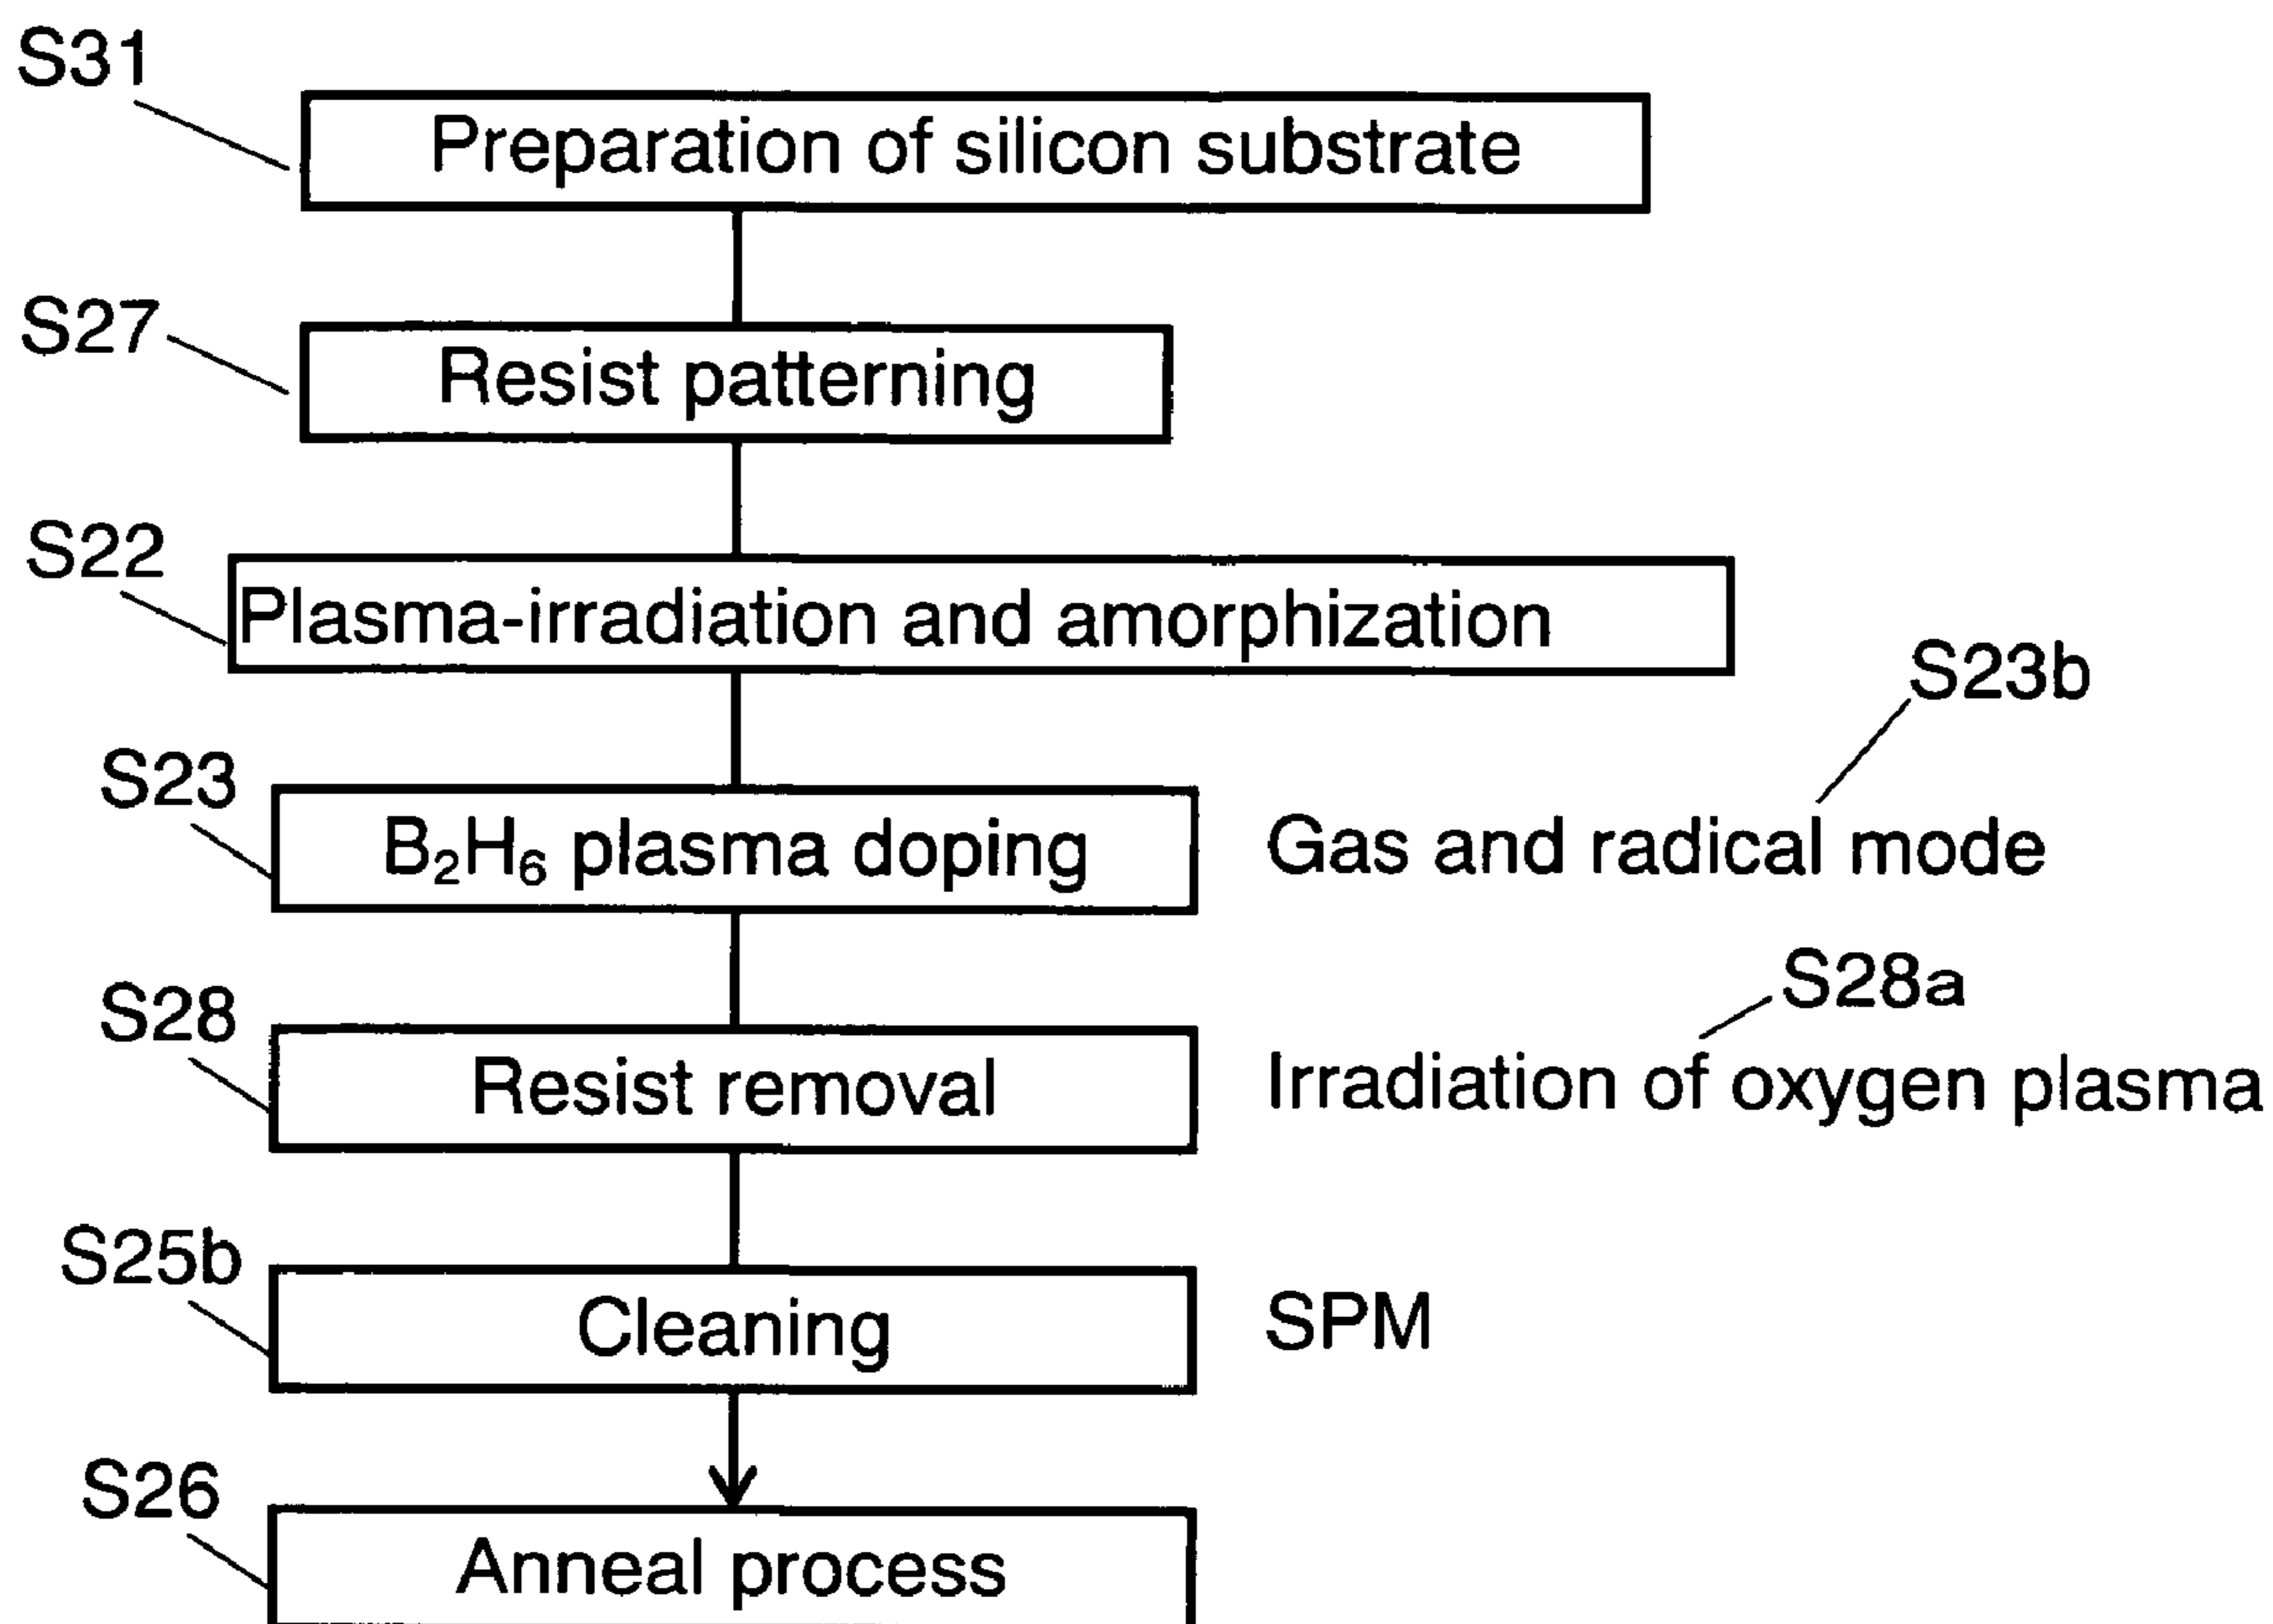 S31
Preparation of silicon substrate
S27
Resist patterning
S22
Plasma-irradiation and amorphization
S23b
S23
B₂H₆ plasma doping
Gas and radical mode
S28a
S28
Resist removal
Irradiation of oxygen plasma
S25b
Cleaning
SPM
S26
Anneal process